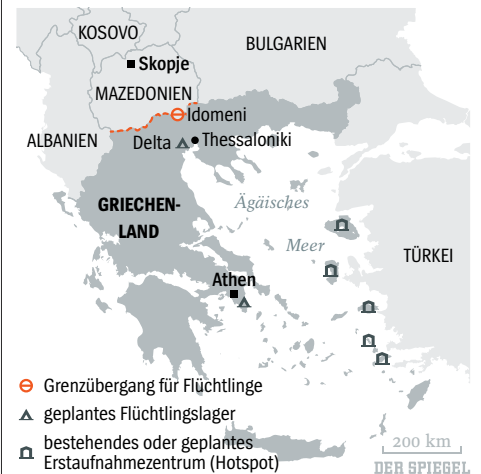 KOSOVO
BULGARIEN
Skopje
MAZEDONIEN
Idomeni
ALBANIEN
Delta
Thessaloniki
GRIECHEN-
LAND
Ägäisches
Meer
TÜRKEI
Athen
Grenzübergang für Flüchtlinge
geplantes Flüchtlingslager
bestehendes oder geplantes
Erstaufnahmezentrum (Hotspot)
200 km
DER SPIEGEL